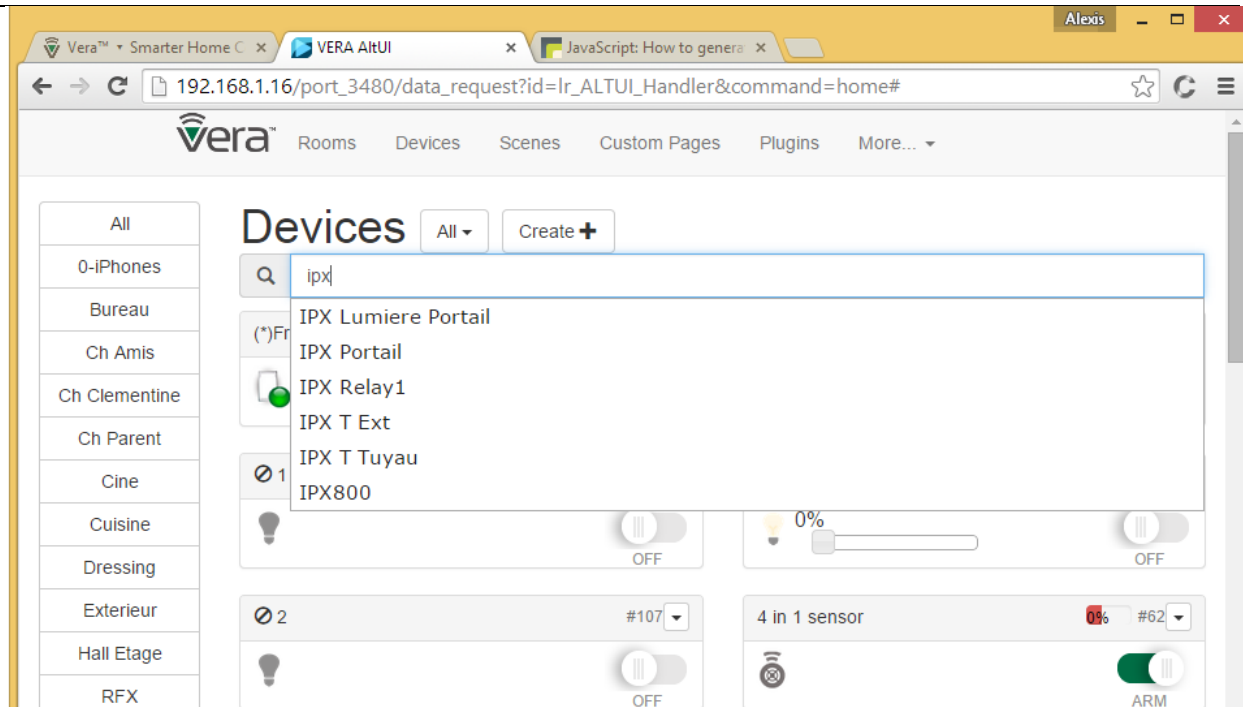 Alexis
Vera™ ▾ Smarter Home C
VERA AltUI
JavaScript: How to genera
192.168.1.16/port_3480/data_request?id=lr_ALTUI_Handler&command=home#
vera™ Rooms Devices Scenes Custom Pages Plugins More...
All
0-iPhones
Bureau
Ch Amis
Ch Clementine
Ch Parent
Cine
Cuisine
Dressing
Exterieur
Hall Etage
RFX
Devices All Create
ipx
IPX Lumiere Portail
IPX Portail
IPX Relay1
IPX T Ext
IPX T Tuyau
IPX800
(*)Fr
1
OFF
0%
OFF
2 #107
OFF
4 in 1 sensor 0% #62
ARM